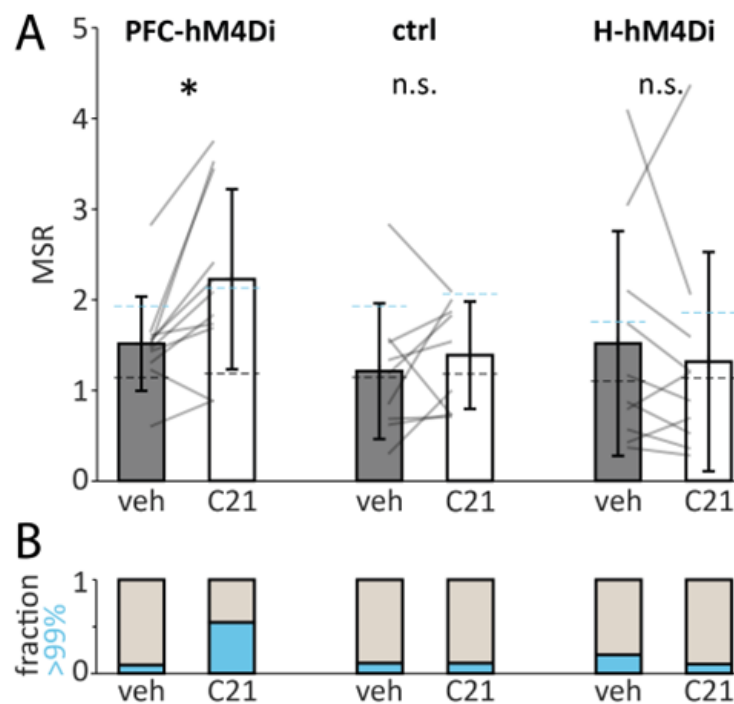 A
PFC-hM4Di ctrl H-hM4Di
* n.s. n.s.
MSR
5
4
3
2
1
0
veh C21 veh C21 veh C21
B
fraction
>99%
1
0
veh C21 veh C21 veh C21